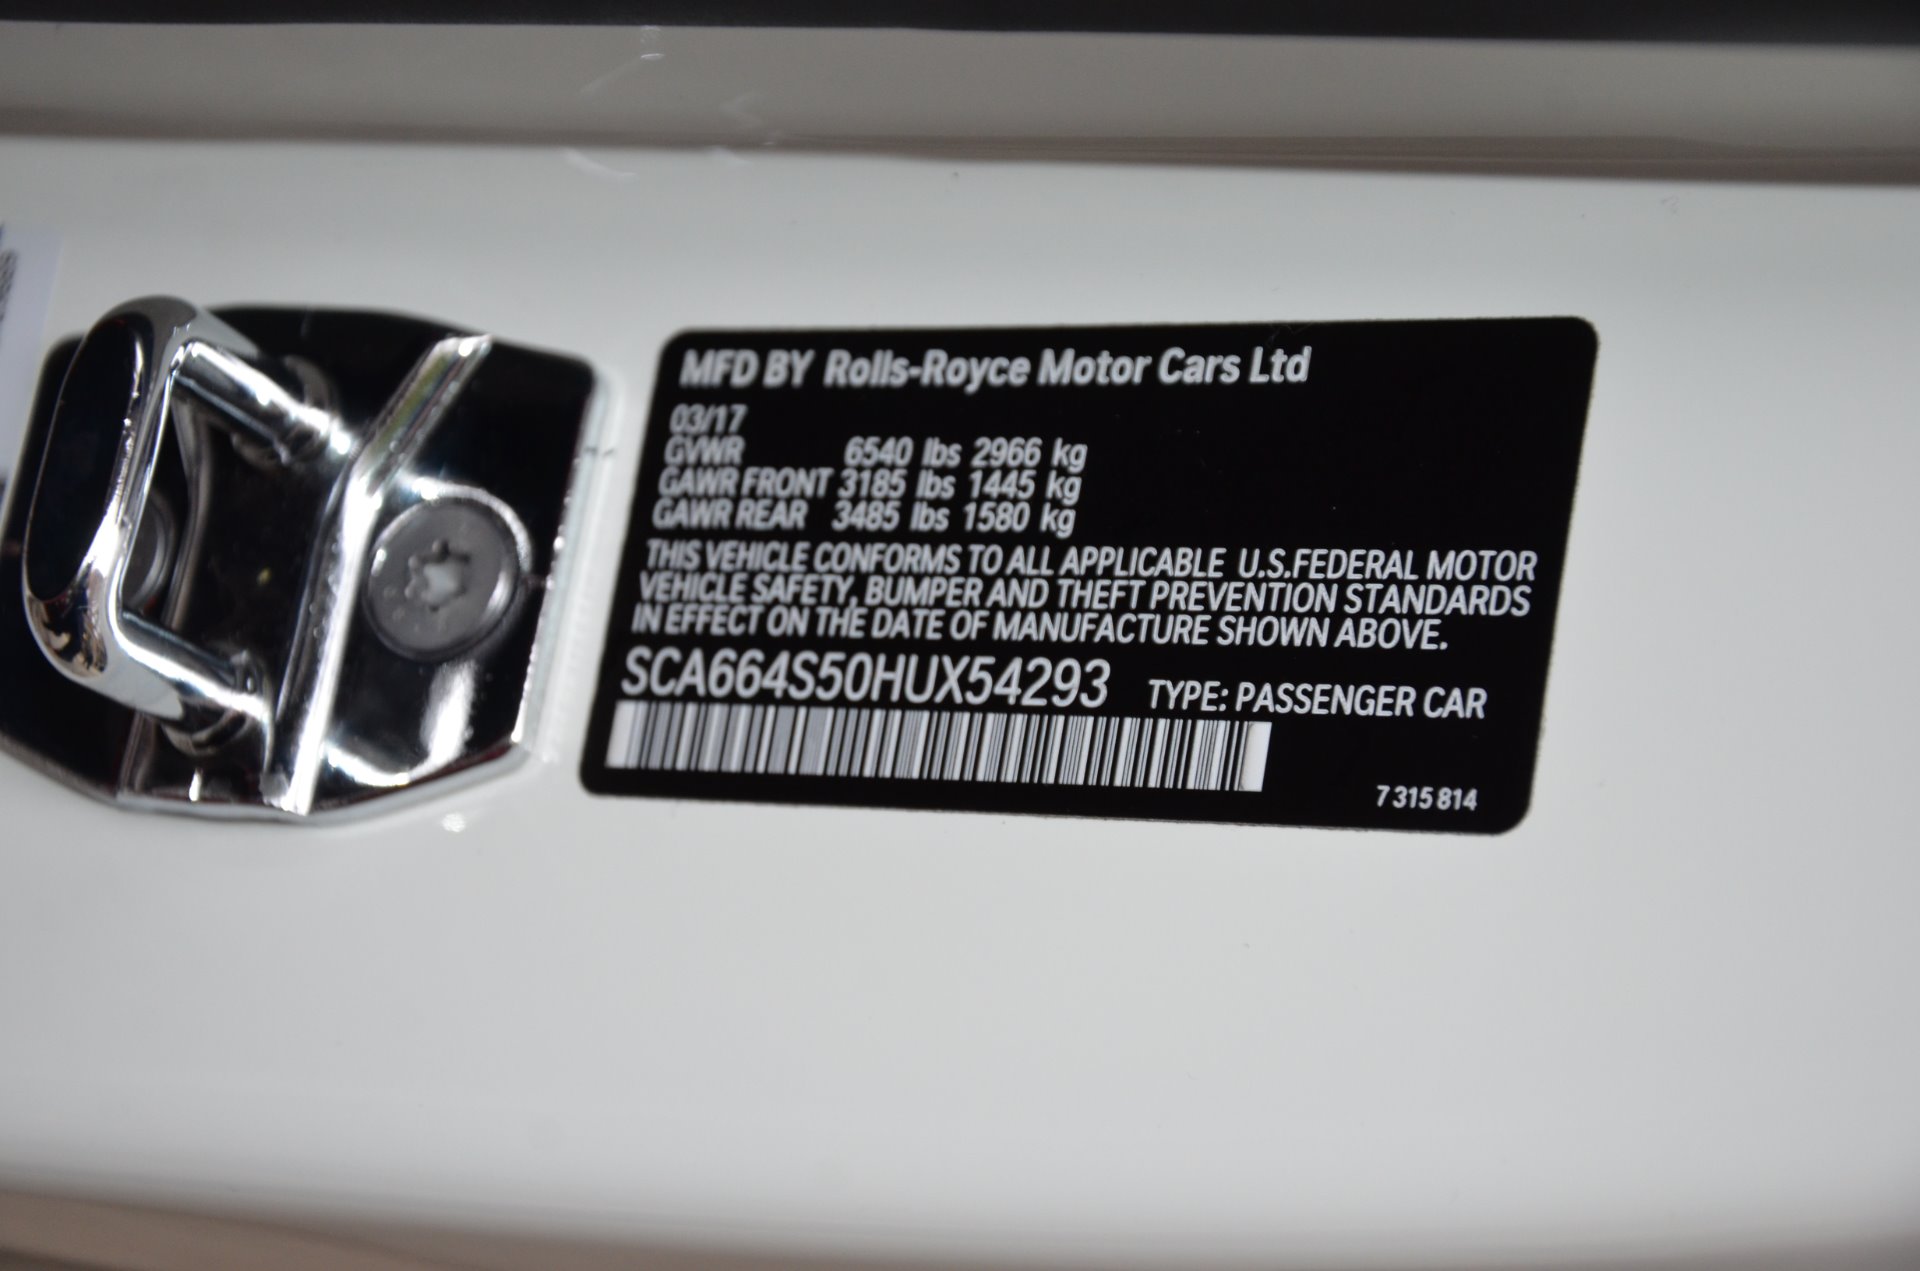 MFD BY Rolls-Royce Motor Cars Ltd
03/17
GVWR 6540 lbs 2966 kg
GAWR FRONT 3185 lbs 1445 kg
GAWR REAR 3485 lbs 1580 kg
THIS VEHICLE CONFORMS TO ALL APPLICABLE U.S.FEDERAL MOTOR
VEHICLE SAFETY, BUMPER AND THEFT PREVENTION STANDARDS
IN EFFECT ON THE DATE OF MANUFACTURE SHOWN ABOVE.
SCA664S50HUX54293 TYPE: PASSENGER CAR
7 315 814